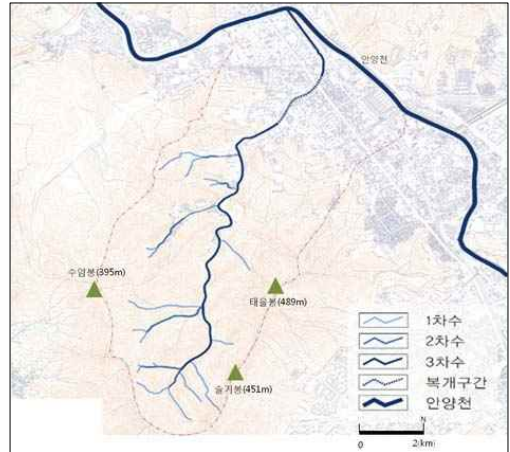 안양천
수암봉(395m)
태을봉(489m)
슬기봉(451m)
1차수
2차수
3차수
복개구간
안양천
N
0 2(km)